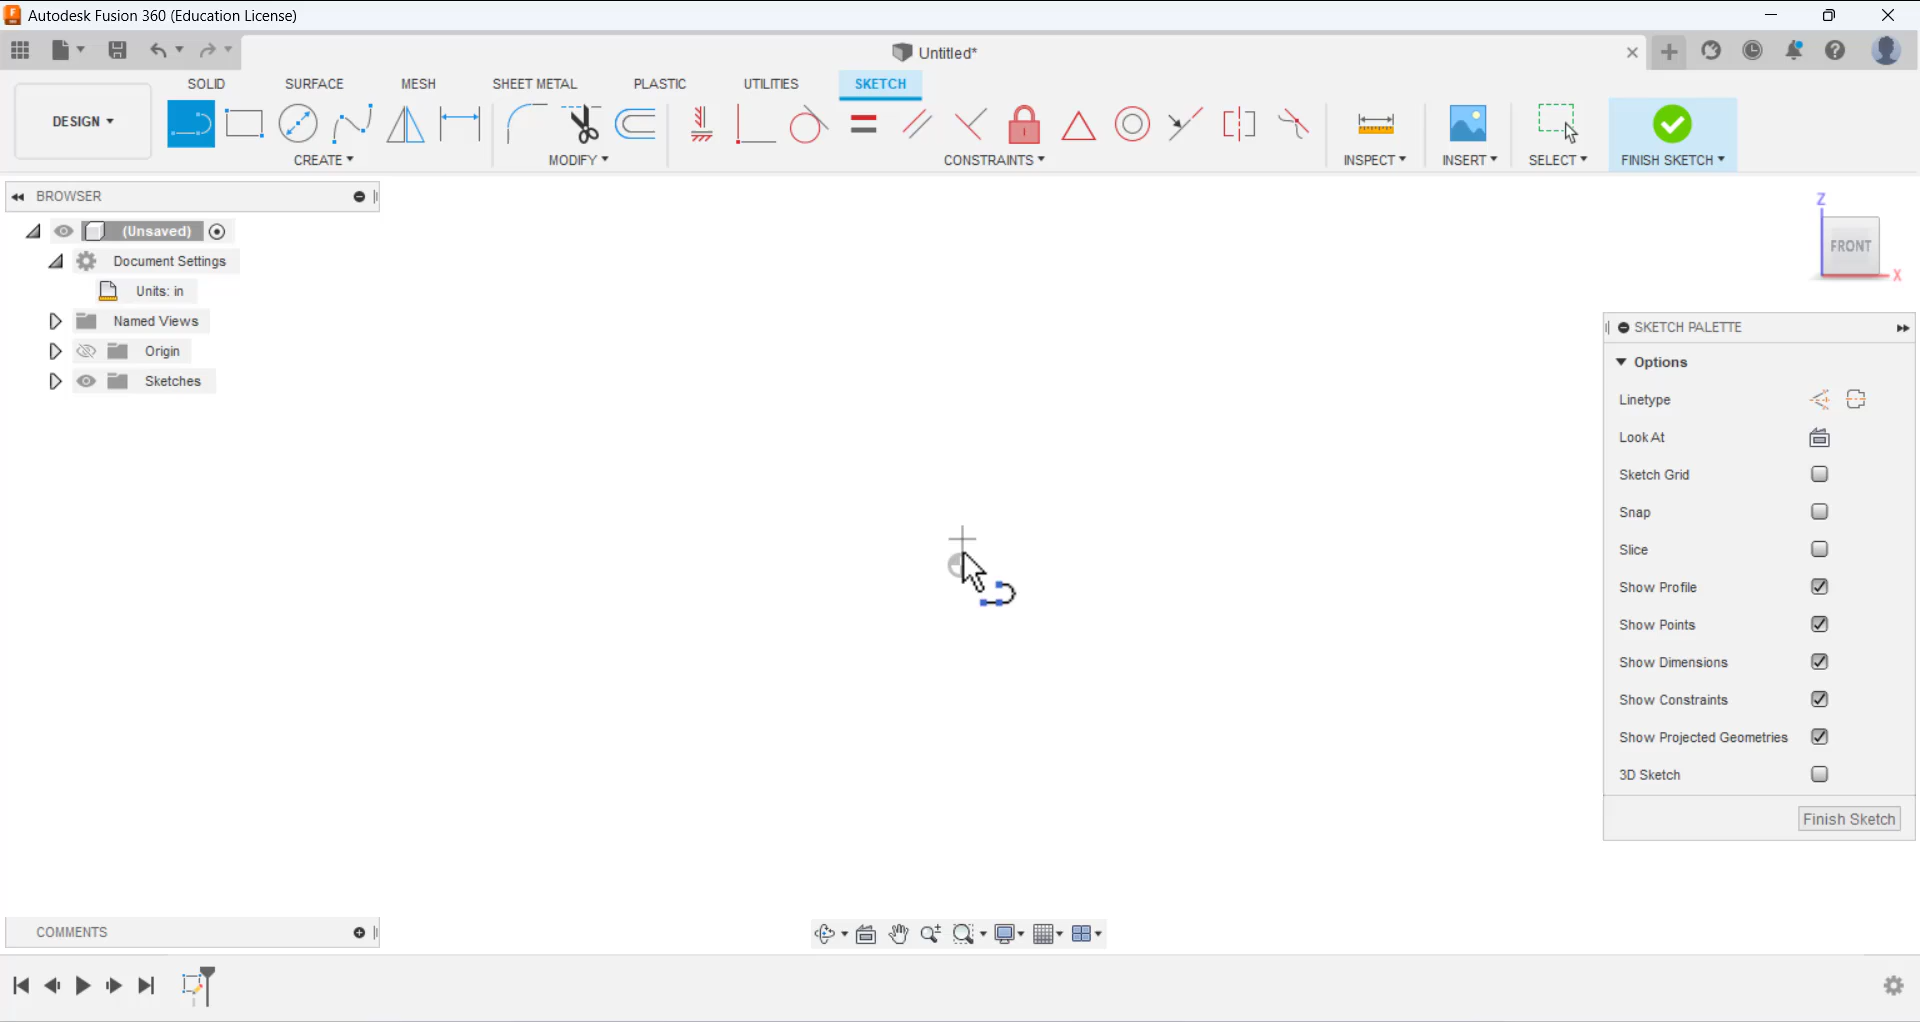 Autodesk Fusion 360 (Education License)
Untitled*
SOLID SURFACE MESH SHEET METAL PLASTIC UTILITIES SKETCH
DESIGN
CREATE MODIFY CONSTRAINTS INSPECT INSERT SELECT FINISH SKETCH
BROWSER
(Unsaved)
Document Settings
Units: in
Named Views
Origin
Sketches
Z
FRONT
X
SKETCH PALETTE
Options
Linetype
Look At
Sketch Grid
Snap
Slice
Show Profile
Show Points
Show Dimensions
Show Constraints
Show Projected Geometries
3D Sketch
Finish Sketch
COMMENTS